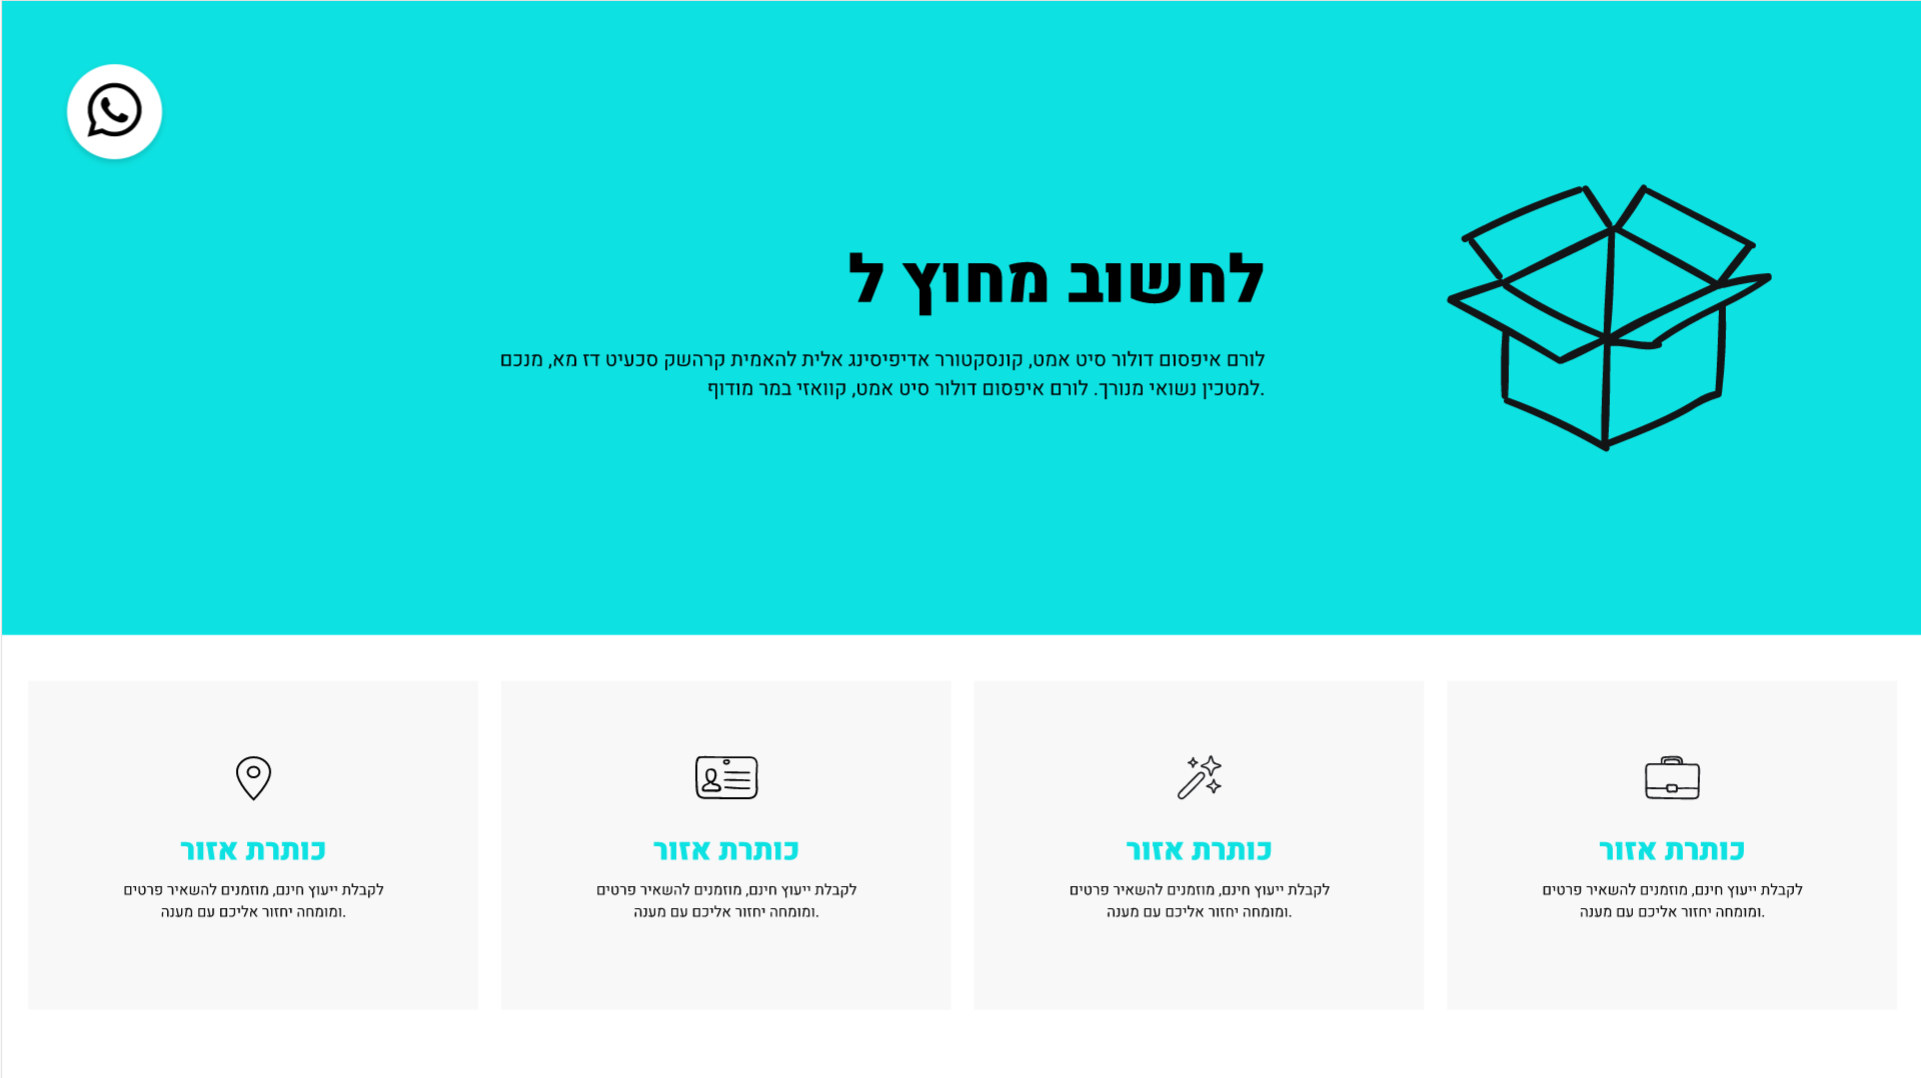 לחשוב מחוץ ל
לורם איפסום דולור סיט אמט, קונסקטורר אדיפיסינג אלית להאמית קרהשק סכעיט דז מא, מנכם
למטכין נשואי מנורך. לורם איפסום דולור סיט אמט, קוואזי במר מודוף.
כותרת אזור
לקבלת ייעוץ חינם, מוזמנים להשאיר פרטים
ומומחה יחזור אליכם עם מענה.
כותרת אזור
לקבלת ייעוץ חינם, מוזמנים להשאיר פרטים
ומומחה יחזור אליכם עם מענה.
כותרת אזור
לקבלת ייעוץ חינם, מוזמנים להשאיר פרטים
ומומחה יחזור אליכם עם מענה.
כותרת אזור
לקבלת ייעוץ חינם, מוזמנים להשאיר פרטים
ומומחה יחזור אליכם עם מענה.